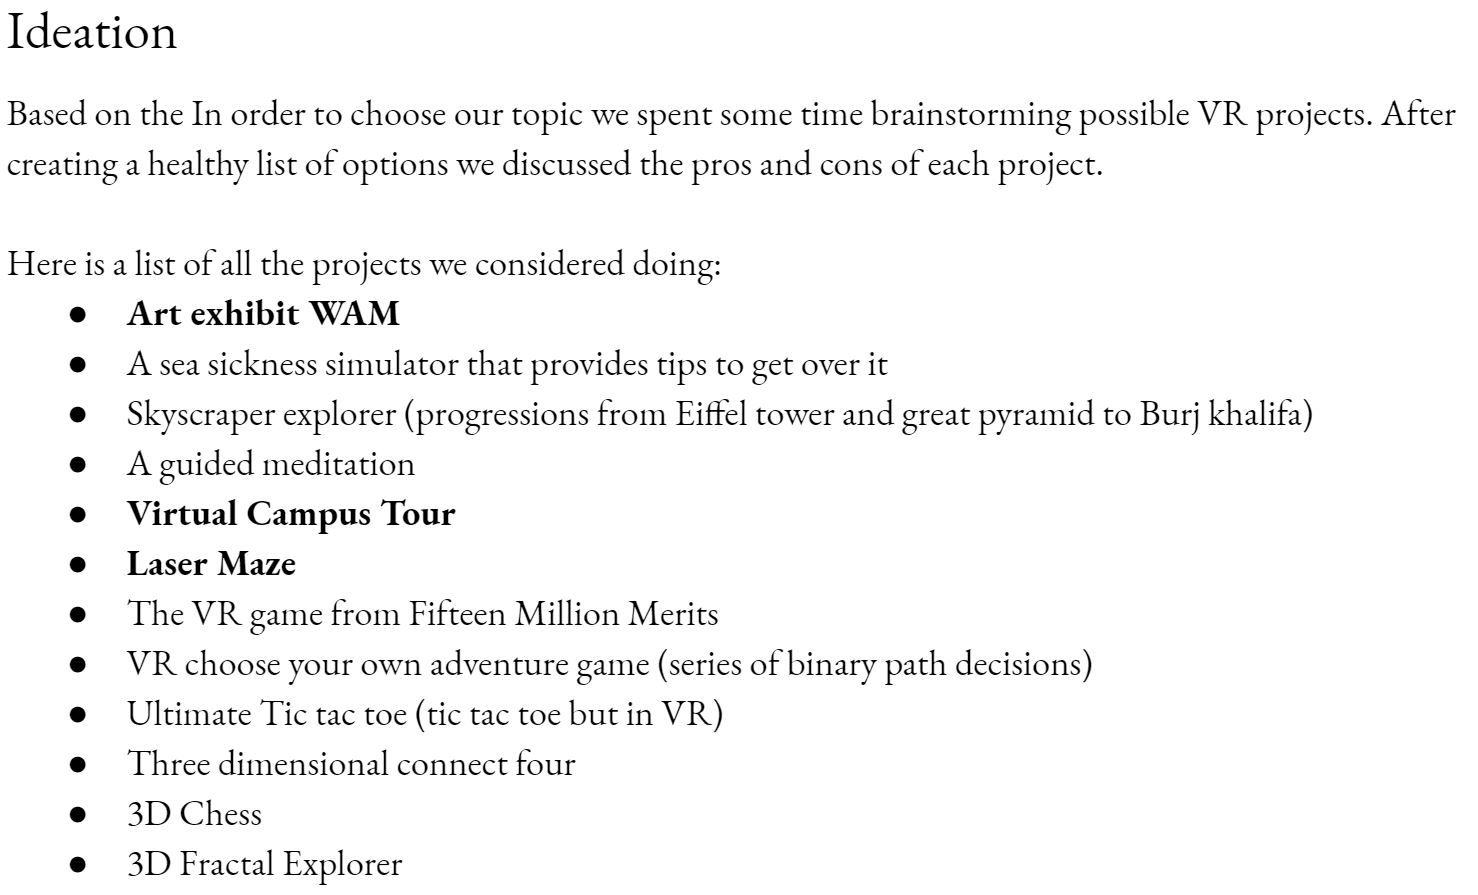 Ideation
Based on the In order to choose our topic we spent some time brainstorming possible VR projects. After
creating a healthy list of options we discussed the pros and cons of each project.
Here is a list of all the projects we considered doing:
● Art exhibit WAM
● A sea sickness simulator that provides tips to get over it
● Skyscraper explorer (progressions from Eiffel tower and great pyramid to Burj khalifa)
● A guided meditation
● Virtual Campus Tour
● Laser Maze
● The VR game from Fifteen Million Merits
● VR choose your own adventure game (series of binary path decisions)
● Ultimate Tic tac toe (tic tac toe but in VR)
● Three dimensional connect four
● 3D Chess
● 3D Fractal Explorer